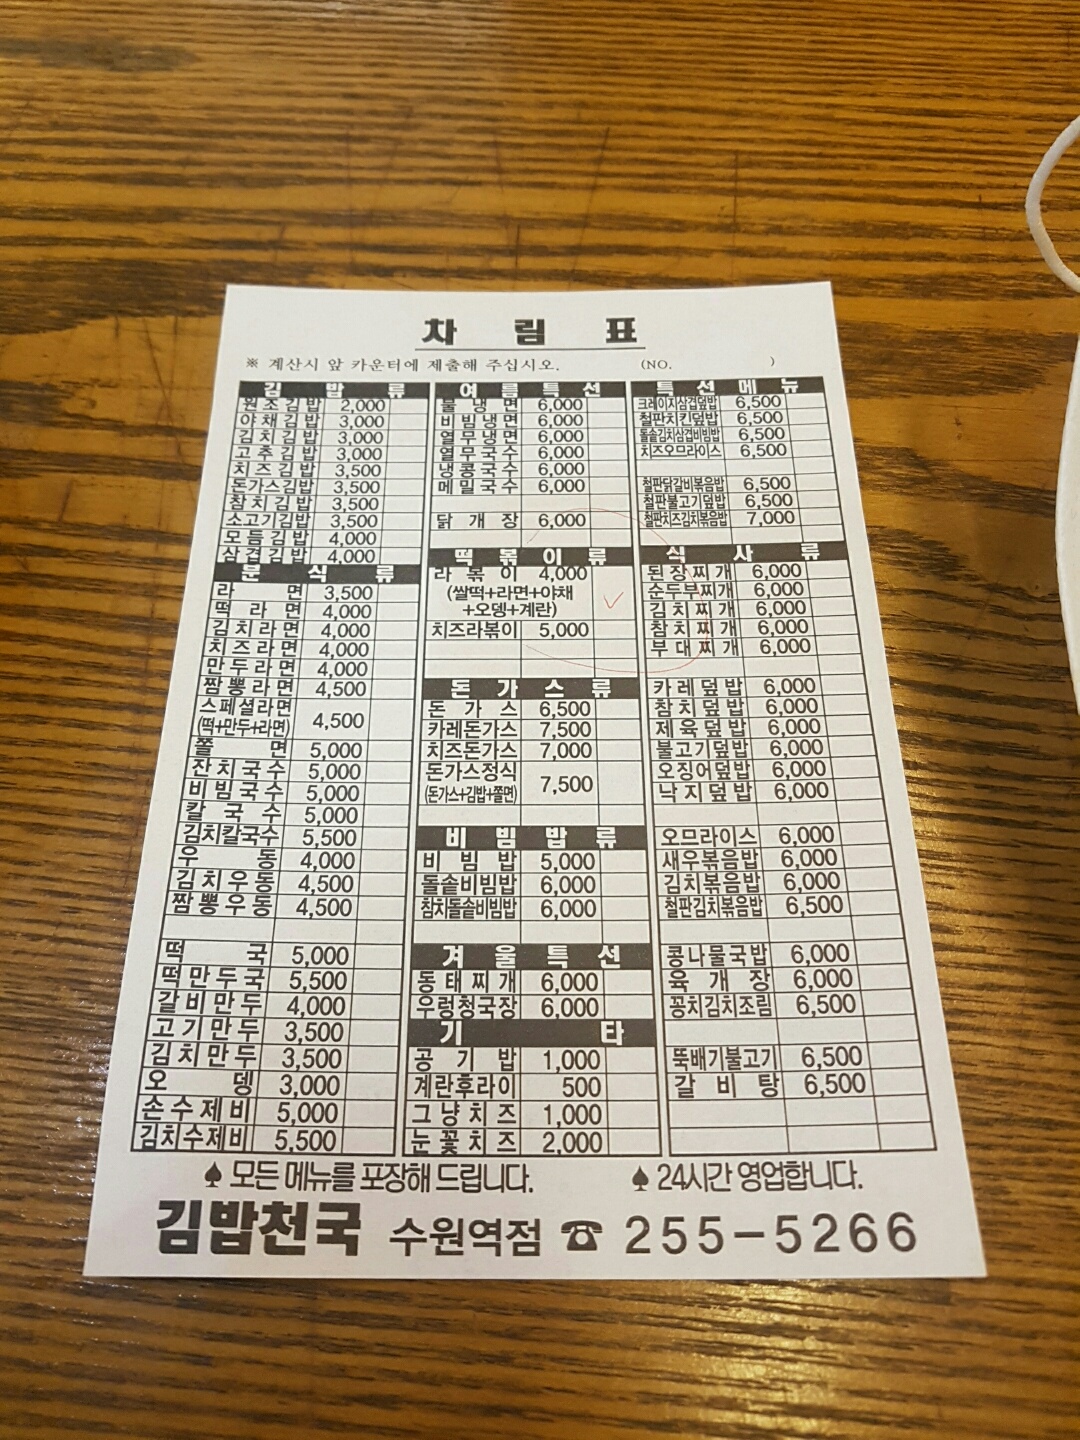 차림표
※ 계산시 앞 카운터에 제출해 주십시오. (NO. )
김밥류
원조김밥 2,000
야채김밥 3,000
김치김밥 3,000
고추김밥 3,000
치즈김밥 3,500
돈가스김밥 3,500
참치김밥 3,500
소고기김밥 3,500
모듬김밥 4,000
삼겹김밥 4,000
분식류
라면 3,500
떡라면 4,000
김치라면 4,000
치즈라면 4,000
만두라면 4,000
짬뽕라면 4,500
스페셜라면 4,500
(떡+만두+라면)
쫄면 5,000
잔치국수 5,000
비빔국수 5,000
칼국수 5,000
김치칼국수 5,500
우동 4,000
김치우동 4,500
짬뽕우동 4,500
떡국 5,000
떡만두국 5,500
갈비만두 4,000
고기만두 3,500
김치만두 3,500
오뎅 3,000
손수제비 5,000
김치수제비 5,500
여름특선
물냉면 6,000
비빔냉면 6,000
열무냉면 6,000
열무국수 6,000
냉콩국수 6,000
메밀국수 6,000
닭개장 6,000
떡볶이류
라볶이 4,000
(쌀떡+라면+야채
+오뎅+계란)
치즈라볶이 5,000
돈가스류
돈가스 6,500
카레돈가스 7,500
치즈돈가스 7,000
돈가스정식 7,500
(돈가스+김밥+쫄면)
비빔밥류
비빔밥 5,000
돌솥비빔밥 6,000
참치돌솥비빔밥 6,000
겨울특선
동태찌개 6,000
우렁청국장 6,000
기타
공기밥 1,000
계란후라이 500
그냥치즈 1,000
눈꽃치즈 2,000
특선메뉴
크레이지삼겹덮밥 6,500
철판치킨덮밥 6,500
돌솥김치삼겹비빔밥 6,500
치즈오므라이스 6,500
철판닭갈비볶음밥 6,500
철판불고기덮밥 6,500
철판치즈김치볶음밥 7,000
식사류
된장찌개 6,000
순두부찌개 6,000
김치찌개 6,000
참치찌개 6,000
부대찌개 6,000
카레덮밥 6,000
참치덮밥 6,000
제육덮밥 6,000
불고기덮밥 6,000
오징어덮밥 6,000
낙지덮밥 6,000
오므라이스 6,000
새우볶음밥 6,000
김치볶음밥 6,000
철판김치볶음밥 6,500
콩나물국밥 6,000
육개장 6,000
꽁치김치조림 6,500
뚝배기불고기 6,500
갈비탕 6,500
♠ 모든 메뉴를 포장해 드립니다. ♠ 24시간 영업합니다.
김밥천국 수원역점 ☎ 255-5266